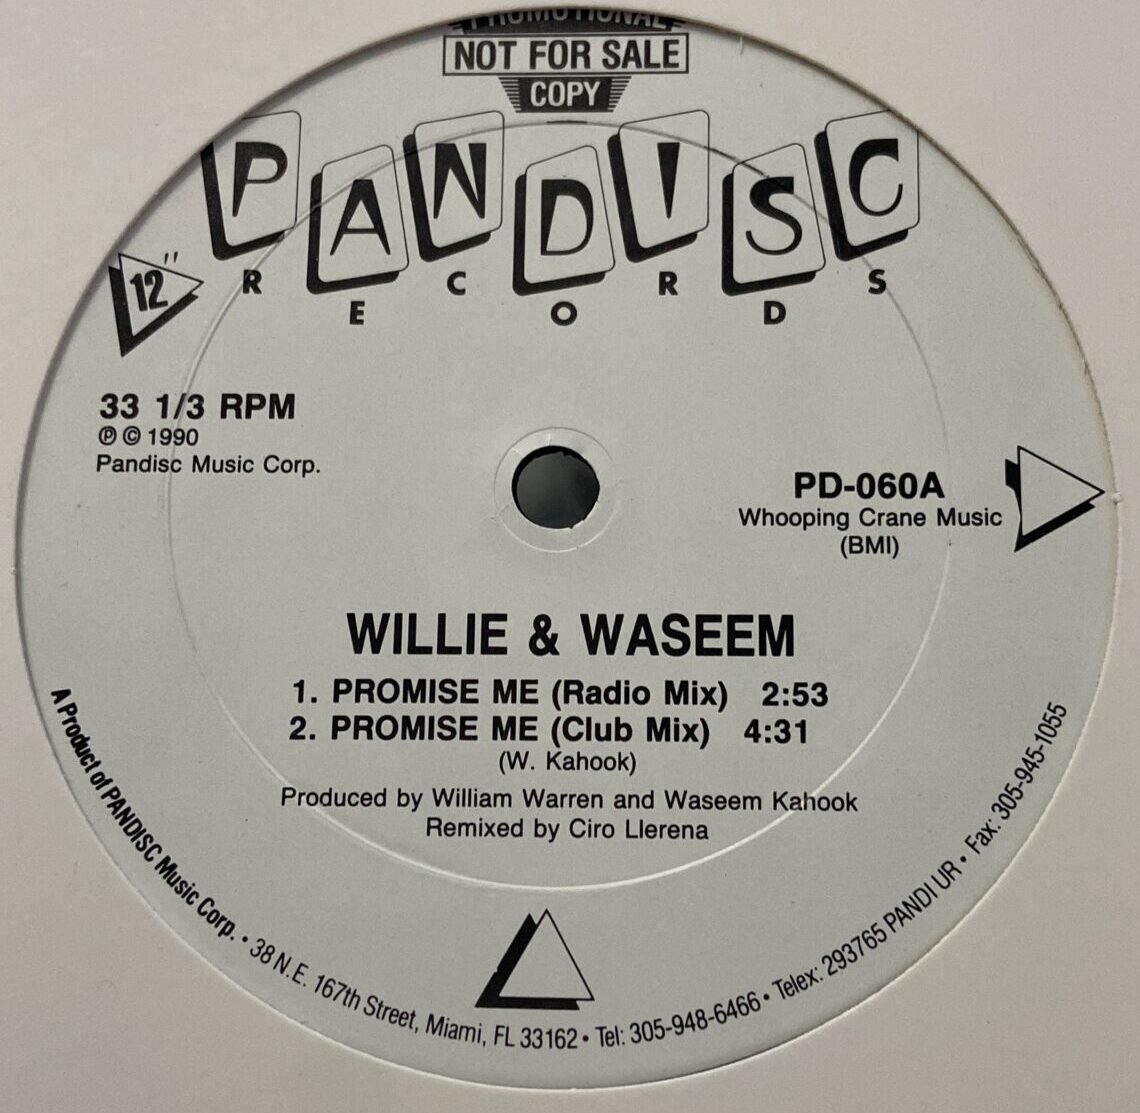 PROMOTIONAL
NOT FOR SALE
COPY
PANDISC
RECORDS
12"
33 1/3 RPM
℗ © 1990
Pandisc Music Corp.
PD-060A
Whooping Crane Music
(BMI)
WILLIE & WASEEM
1. PROMISE ME (Radio Mix) 2:53
2. PROMISE ME (Club Mix) 4:31
(W. Kahook)
Produced by William Warren and Waseem Kahook
Remixed by Ciro Llerena
A Product of PANDISC Music Corp. • 38 N.E. 167th Street, Miami, FL 33162 • Tel: 305-948-6466 • Telex: 293765 PANDI UR • Fax: 305-945-1055